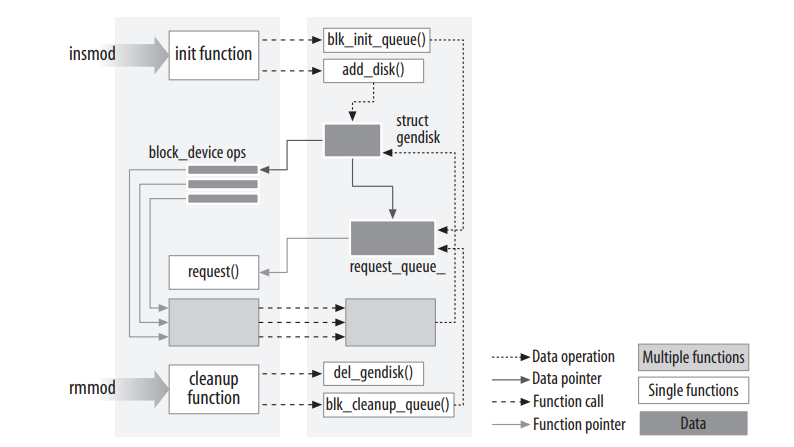 insmod
init function
blk_init_queue()
add_disk()
struct
gendisk
block_device ops
request_queue_
request()
rmmod
cleanup
function
del_gendisk()
blk_cleanup_queue()
Data operation
Data pointer
Function call
Function pointer
Multiple functions
Single functions
Data